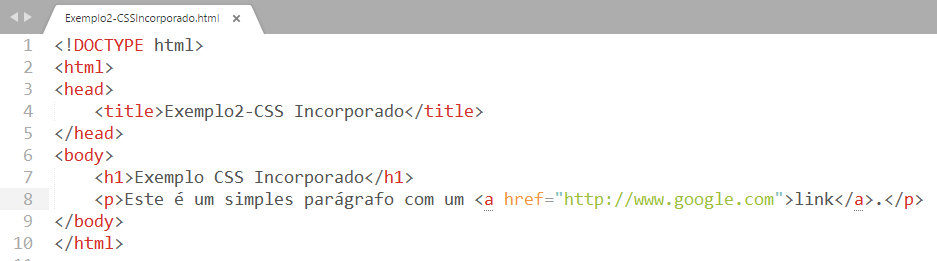 Exemplo2-CSSIncorporado.html ×
1 <!DOCTYPE html>
2 <html>
3 <head>
4     <title>Exemplo2-CSS Incorporado</title>
5 </head>
6 <body>
7     <h1>Exemplo CSS Incorporado</h1>
8     <p>Este é um simples parágrafo com um <a href="http://www.google.com">link</a>.</p>
9 </body>
10 </html>